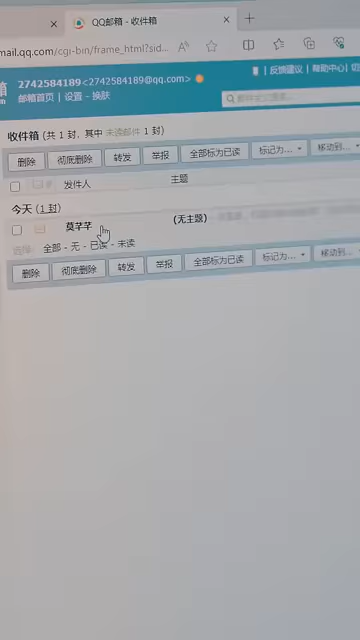 QQ邮箱 - 收件箱
mail.qq.com/cgi-bin/frame_html?sid...
2742584189<2742584189@qq.com>
反馈建议 | 帮助中心 |
邮箱首页 | 设置 - 换肤
收件箱 (共 1 封, 其中 未读邮件 1 封)
删除 彻底删除 转发 举报 全部标为已读 标记为... 移动到...
发件人 主题
今天 (1 封)
莫芊芊 (无主题)
选择: 全部 - 无 - 已读 - 未读
删除 彻底删除 转发 举报 全部标为已读 标记为... 移动到...